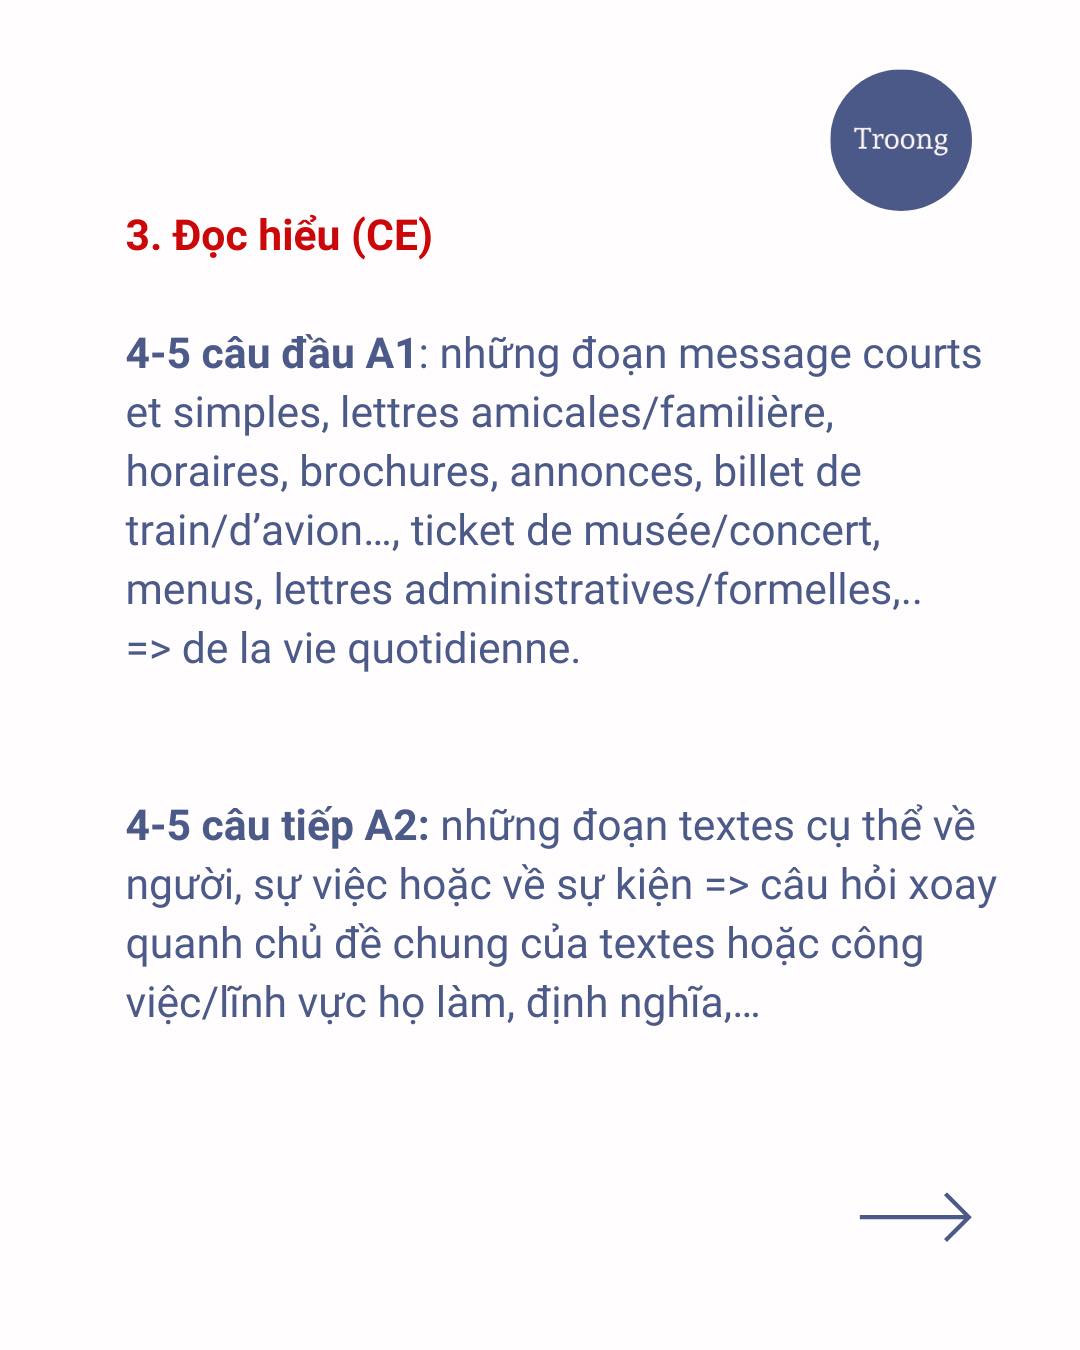 Troong
3. Đọc hiểu (CE)
4-5 câu đầu A1: những đoạn message courts
et simples, lettres amicales/familière,
horaires, brochures, annonces, billet de
train/d’avion…, ticket de musée/concert,
menus, lettres administratives/formelles,..
=> de la vie quotidienne.
4-5 câu tiếp A2: những đoạn textes cụ thể về
người, sự việc hoặc về sự kiện => câu hỏi xoay
quanh chủ đề chung của textes hoặc công
việc/lĩnh vực họ làm, định nghĩa,…